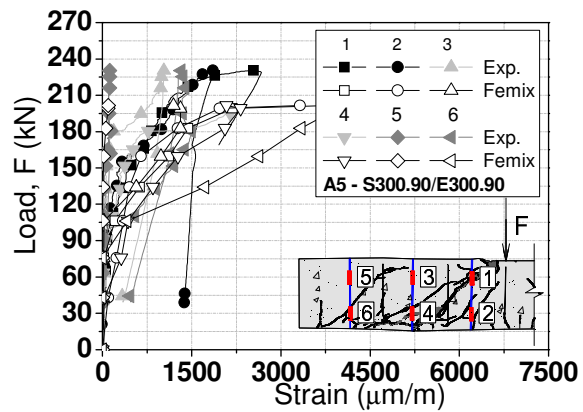 270
240
210
180
150
120
90
60
30
0
Load, F (kN)
1 2 3
Exp.
Femix
4 5 6
Exp.
Femix
A5 - S300.90/E300.90
F
5 3 1
6 4 2
0 1500 3000 4500 6000 7500
Strain (μm/m)